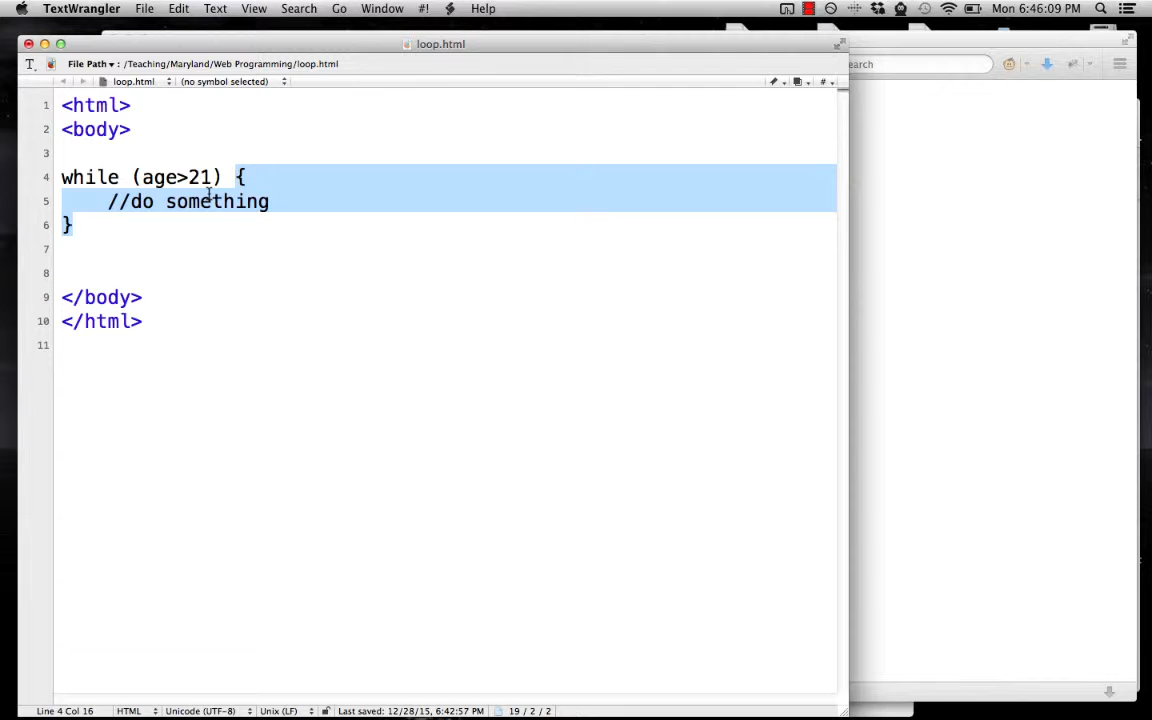 TextWrangler File Edit Text View Search Go Window #! Help Mon 6:46:09 PM
loop.html
File Path ▾ : /Teaching/Maryland/Web Programming/loop.html
earch
loop.html (no symbol selected)
1 <html>
2 <body>
3
4 while (age>21) {
5 //do something
6 }
7
8
9 </body>
10 </html>
11
Line 4 Col 16 HTML Unicode (UTF-8) Unix (LF) Last saved: 12/28/15, 6:42:57 PM 19 / 2 / 2